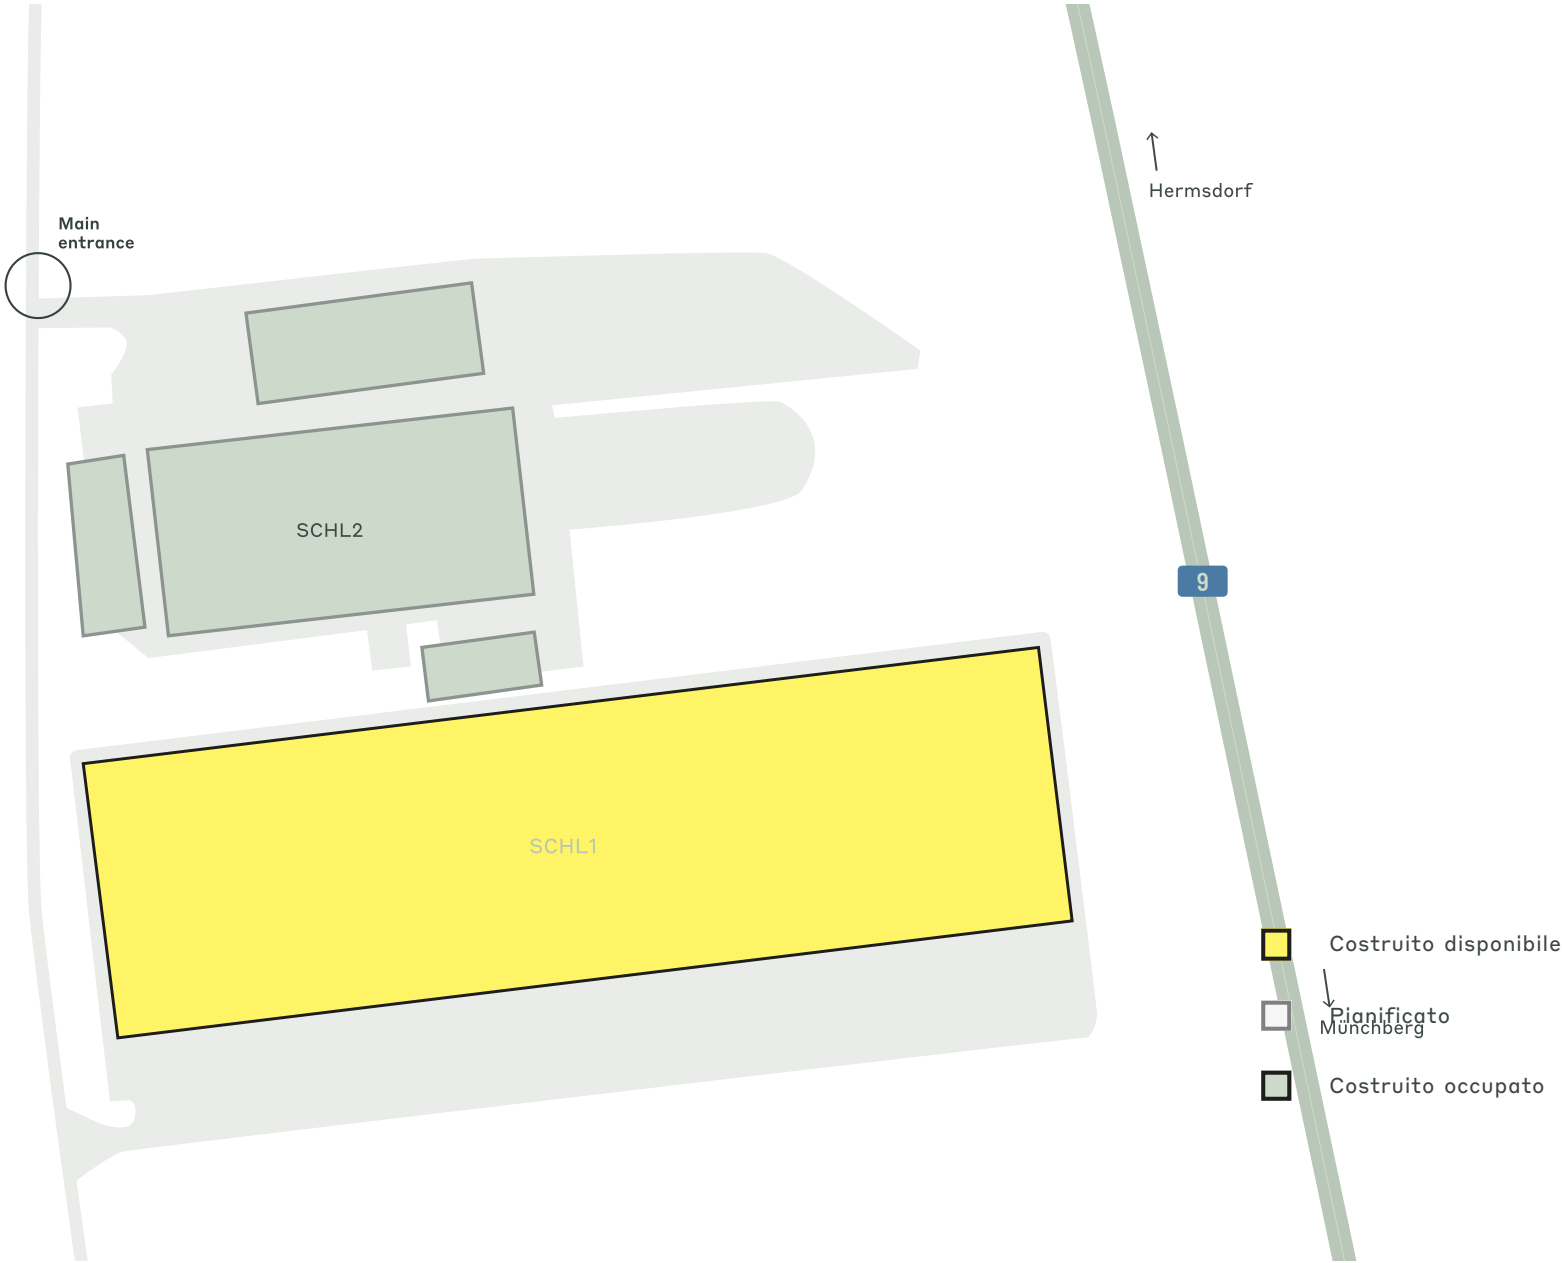 Hermsdorf
Main
entrance
SCHL2
9
SCHL1
Costruito disponibile
Pianificato
Münchberg
Costruito occupato